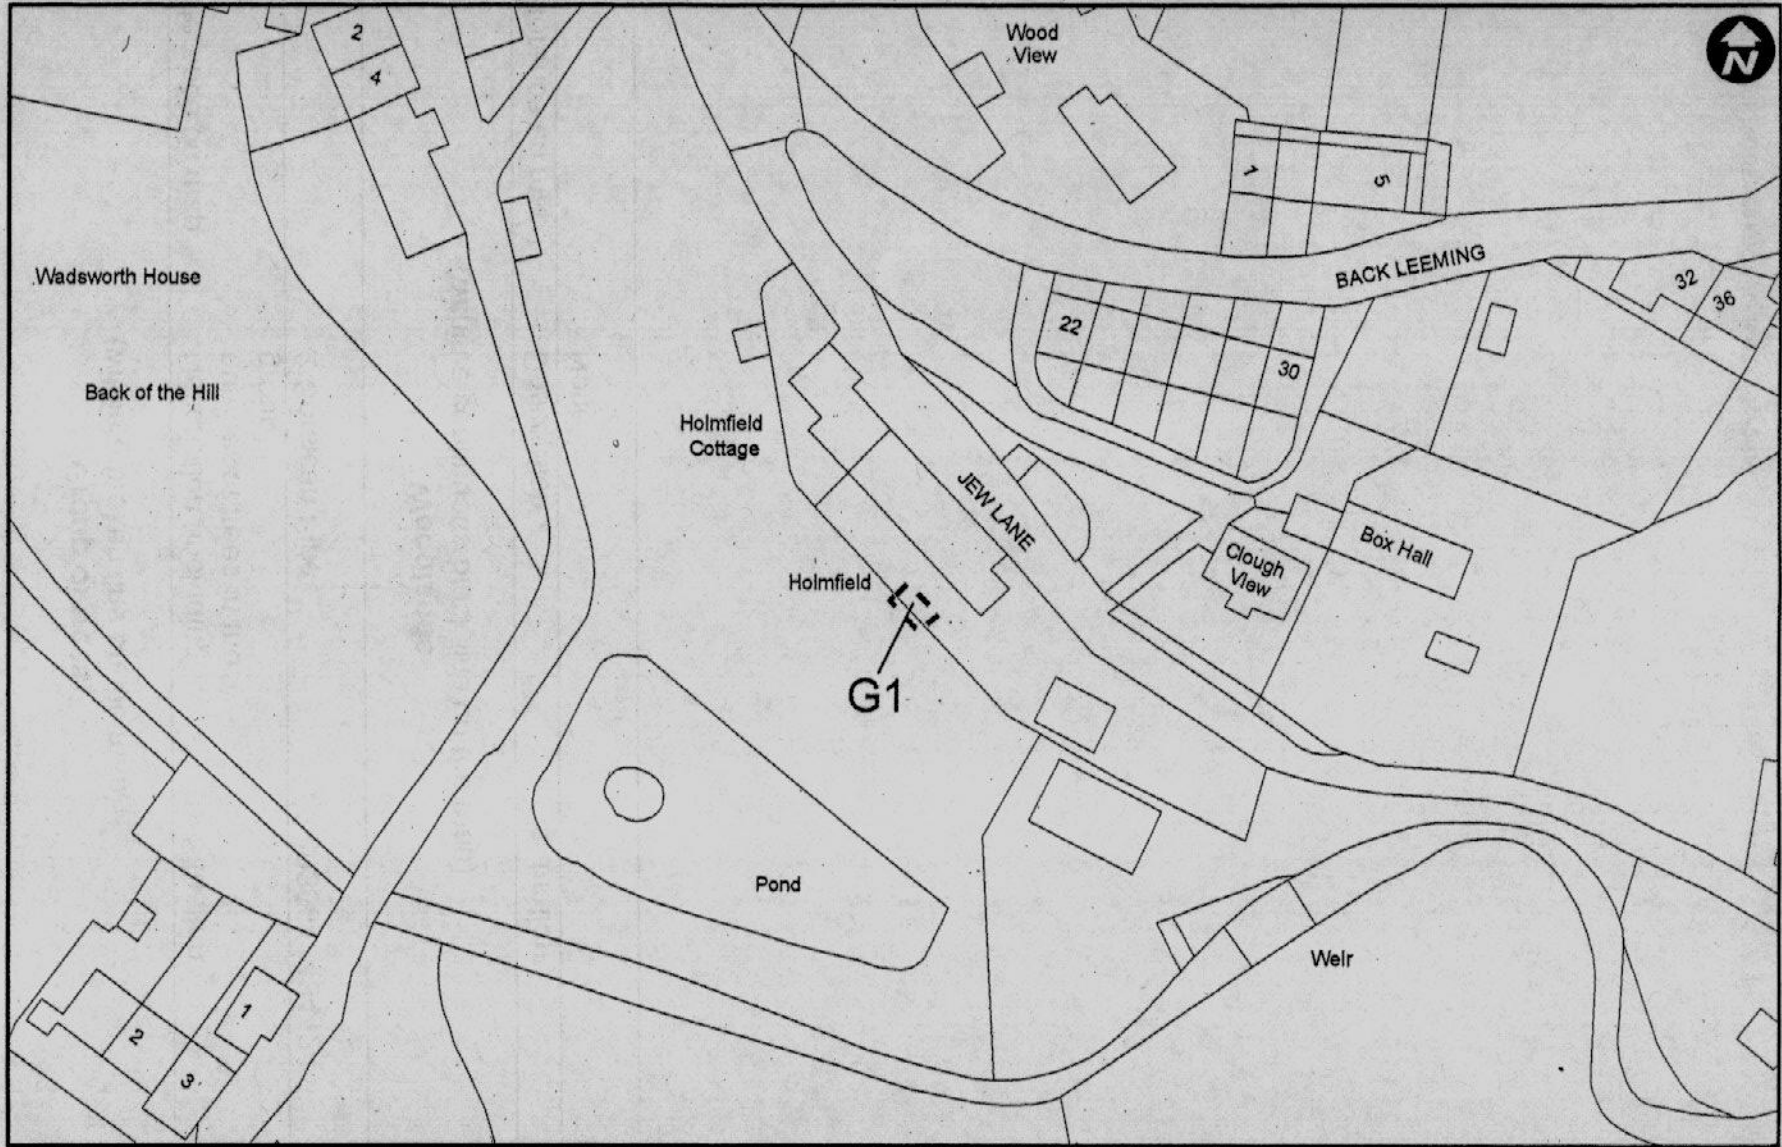 2
4
Wood
View
N
1
5
Wadsworth House
BACK LEEMING
32
36
22
30
Back of the Hill
Holmfield
Cottage
JEW LANE
Box Hall
Clough
View
Holmfield
G1
Pond
Weir
1
2
3